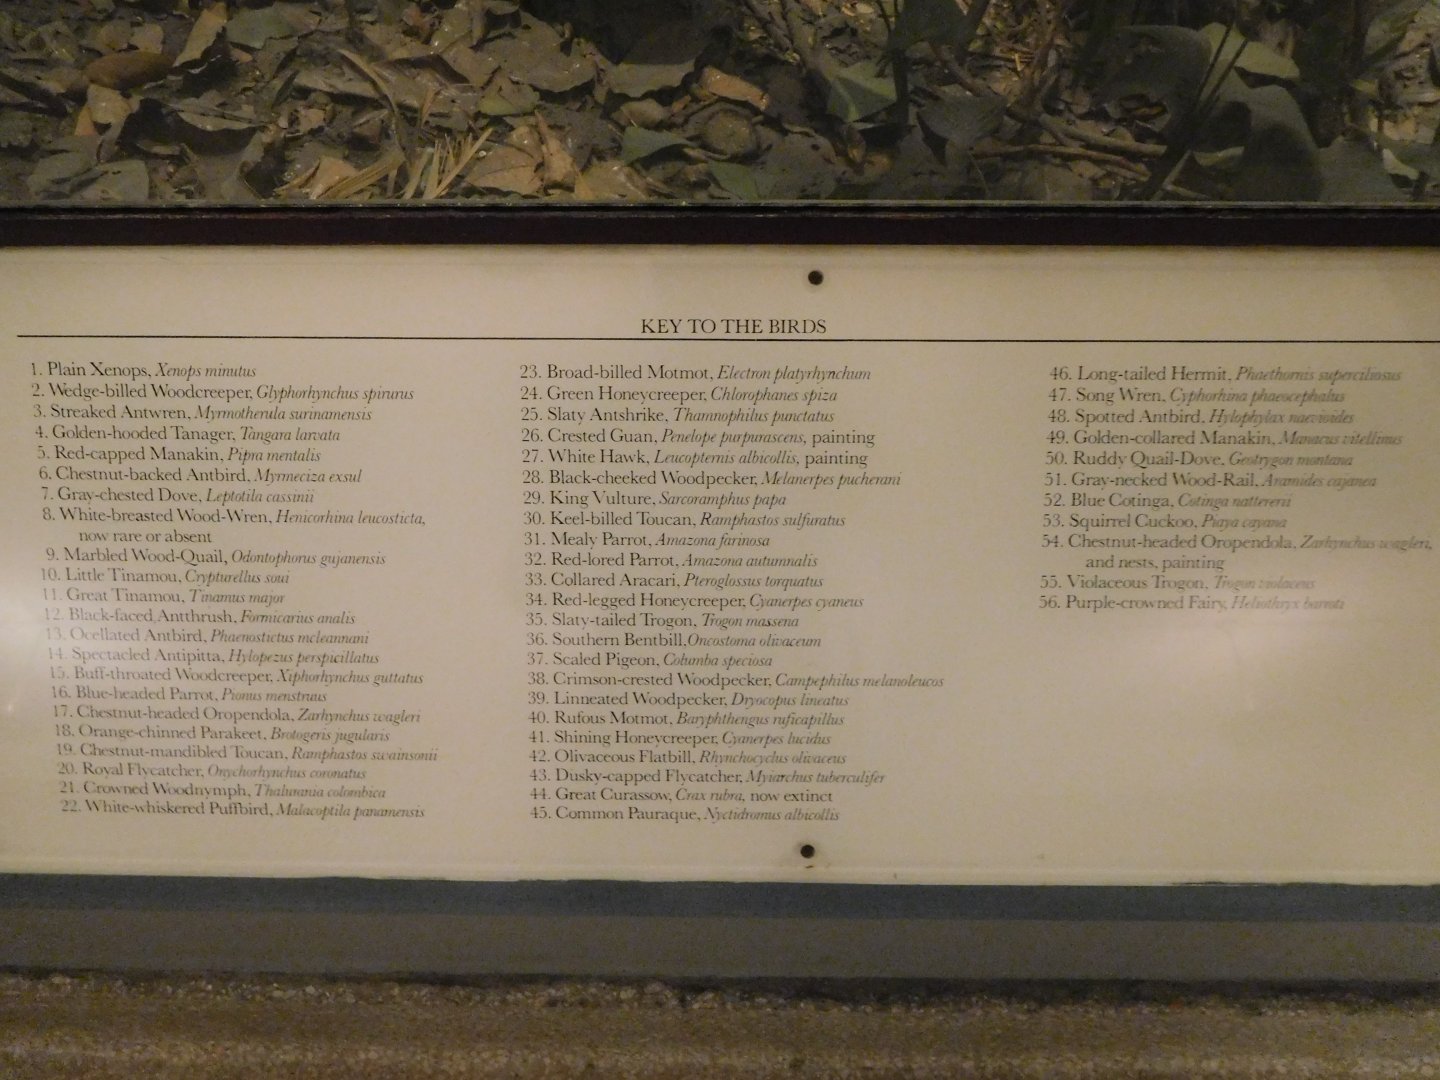 KEY TO THE BIRDS
1. Plain Xenops, Xenops minutus
2. Wedge-billed Woodcreeper, Glyphorhynchus spirurus
3. Streaked Antwren, Myrmotherula surinamensis
4. Golden-hooded Tanager, Tangara larvata
5. Red-capped Manakin, Pipra mentalis
6. Chestnut-backed Antbird, Myrmeciza exsul
7. Gray-chested Dove, Leptotila cassinii
8. White-breasted Wood-Wren, Henicorhina leucosticta,
now rare or absent
9. Marbled Wood-Quail, Odontophorus gujanensis
10. Little Tinamou, Crypturellus soui
11. Great Tinamou, Tinamus major
12. Black-faced Antthrush, Formicarius analis
13. Ocellated Antbird, Phaenostictus mcleannani
14. Spectacled Antipitta, Hylopezus perspicillatus
15. Buff-throated Woodcreeper, Xiphorhynchus guttatus
16. Blue-headed Parrot, Pionus menstruus
17. Chestnut-headed Oropendola, Zarhynchus wagleri
18. Orange-chinned Parakeet, Brotogeris jugularis
19. Chestnut-mandibled Toucan, Ramphastos swainsonii
20. Royal Flycatcher, Onychorhynchus coronatus
21. Crowned Woodnymph, Thalurania colombica
22. White-whiskered Puffbird, Malacoptila panamensis
23. Broad-billed Motmot, Electron platyrhynchum
24. Green Honeycreeper, Chlorophanes spiza
25. Slaty Antshrike, Thamnophilus punctatus
26. Crested Guan, Penelope purpurascens, painting
27. White Hawk, Leucopternis albicollis, painting
28. Black-cheeked Woodpecker, Melanerpes pucherani
29. King Vulture, Sarcoramphus papa
30. Keel-billed Toucan, Ramphastos sulfuratus
31. Mealy Parrot, Amazona farinosa
32. Red-lored Parrot, Amazona autumnalis
33. Collared Aracari, Pteroglossus torquatus
34. Red-legged Honeycreeper, Cyanerpes cyaneus
35. Slaty-tailed Trogon, Trogon massena
36. Southern Bentbill, Oncostoma olivaceum
37. Scaled Pigeon, Columba speciosa
38. Crimson-crested Woodpecker, Campephilus melanoleucos
39. Linneated Woodpecker, Dryocopus lineatus
40. Rufous Motmot, Baryphthengus ruficapillus
41. Shining Honeycreeper, Cyanerpes lucidus
42. Olivaceous Flatbill, Rhynchocyclus olivaceus
43. Dusky-capped Flycatcher, Myiarchus tuberculifer
44. Great Curassow, Crax rubra, now extinct
45. Common Pauraque, Nyctidromus albicollis
46. Long-tailed Hermit, Phaethornis superciliosus
47. Song Wren, Cyphorhina phaeocephalus
48. Spotted Antbird, Hylophylax naevioides
49. Golden-collared Manakin, Manacus vitellinus
50. Ruddy Quail-Dove, Geotrygon montana
51. Gray-necked Wood-Rail, Aramides cajanea
52. Blue Cotinga, Cotinga nattererii
53. Squirrel Cuckoo, Piaya cayana
54. Chestnut-headed Oropendola, Zarhynchus wagleri,
and nests, painting
55. Violaceous Trogon, Trogon violaceus
56. Purple-crowned Fairy, Heliothryx barroti